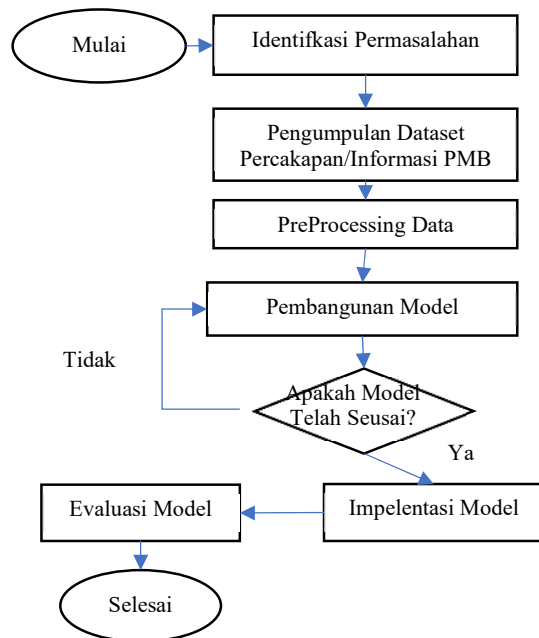 Mulai
Identifkasi Permasalahan
Pengumpulan Dataset
Percakapan/Informasi PMB
PreProcessing Data
Pembangunan Model
Tidak
Apakah Model
Telah Seusai?
Ya
Evaluasi Model
Impelentasi Model
Selesai